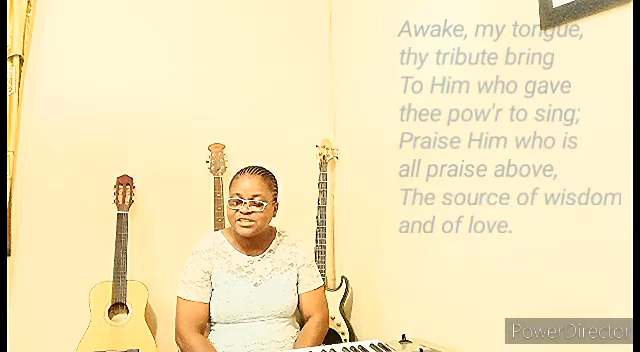 Awake, my tongue,
thy tribute bring
To Him who gave
thee pow'r to sing;
Praise Him who is
all praise above,
The source of wisdom
and of love.
PowerDirector